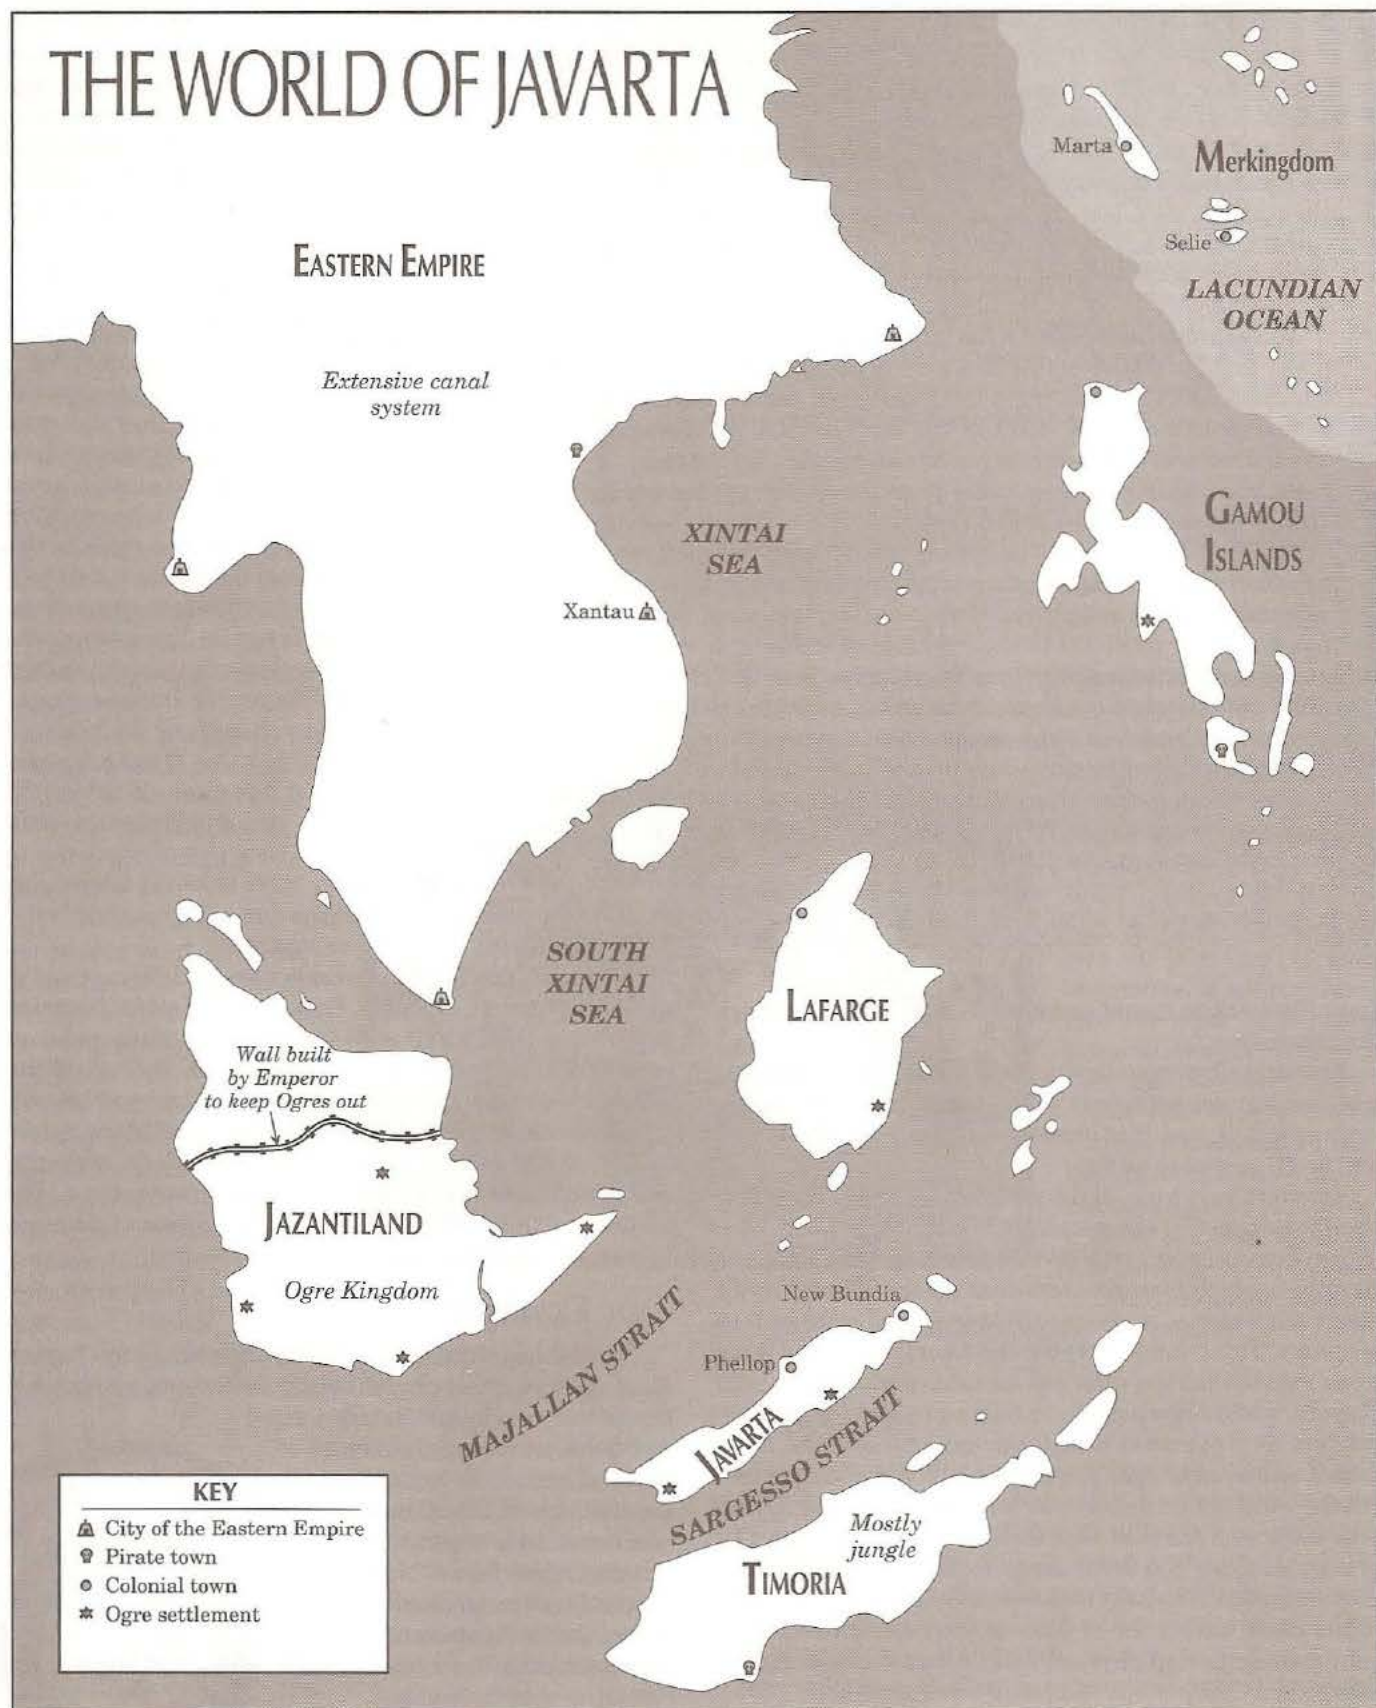 THE WORLD OF JAVARTA
Marta
Merkingdom
Selie
LACUNDIAN
OCEAN
EASTERN EMPIRE
Extensive canal
system
XINTAI
SEA
GAMOU
ISLANDS
Xantau
SOUTH
XINTAI
SEA
LAFARGE
Wall built
by Emperor
to keep Ogres out
JAZANTILAND
Ogre Kingdom
New Bundia
Phellop
MAJALLAN STRAIT
JAVARTA
SARGESSO STRAIT
Mostly
jungle
TIMORIA
KEY
City of the Eastern Empire
Pirate town
Colonial town
Ogre settlement